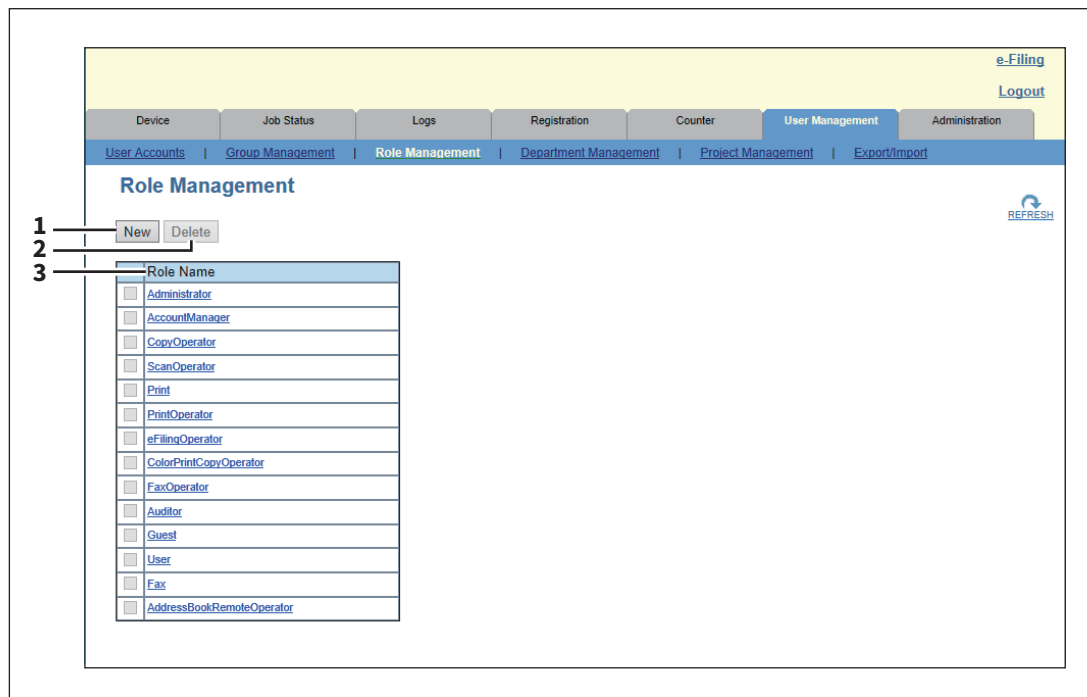 e-Filing
Logout
Device Job Status Logs Registration Counter User Management Administration
User Accounts | Group Management | Role Management | Department Management | Project Management | Export/Import
Role Management
REFRESH
1 New Delete
2
3 Role Name
Administrator
AccountManager
CopyOperator
ScanOperator
Print
PrintOperator
eFilingOperator
ColorPrintCopyOperator
FaxOperator
Auditor
Guest
User
Fax
AddressBookRemoteOperator